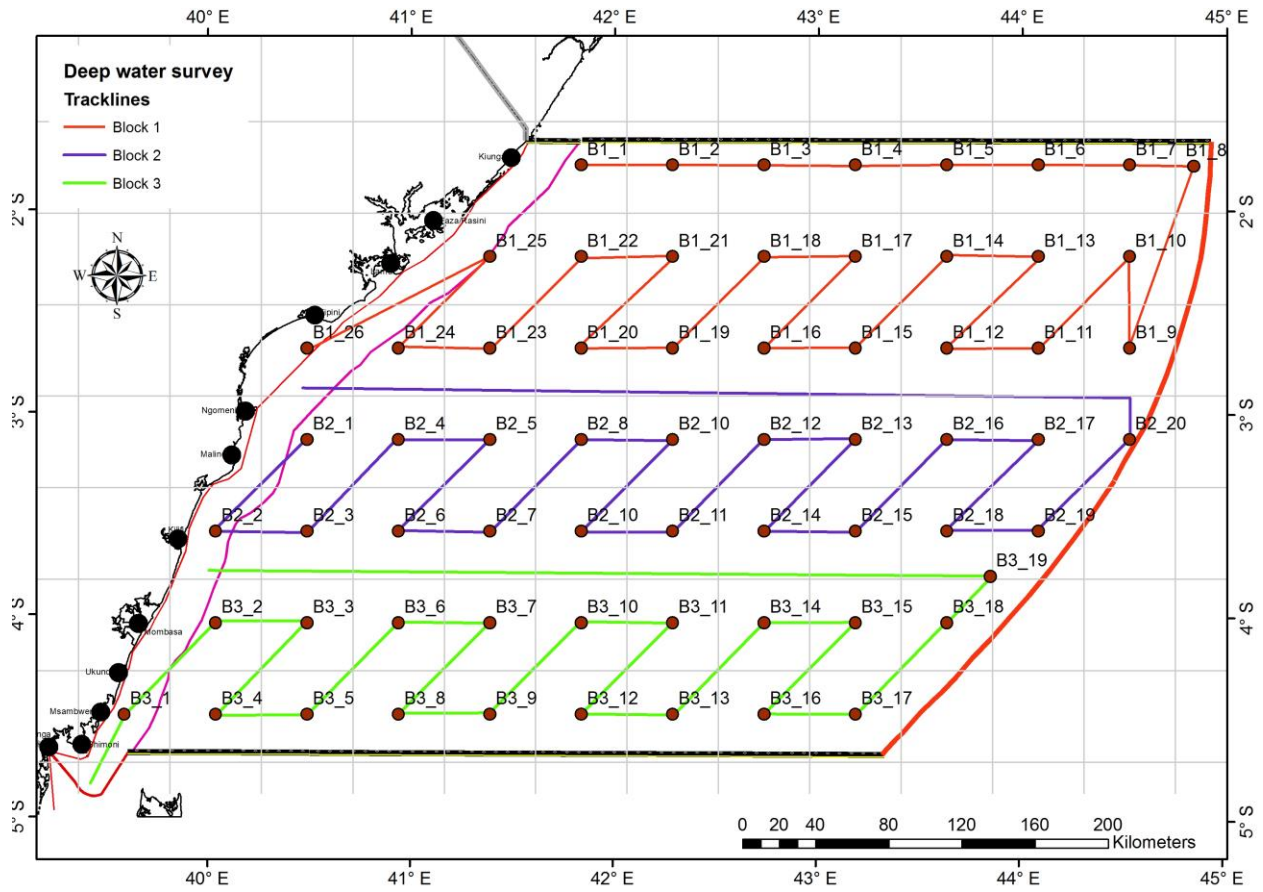 40° E 41° E 42° E 43° E 44° E 45° E
Deep water survey
Tracklines
Block 1
Block 2
Block 3
N
W E
S
Kiunga
B1_1 B1_2 B1_3 B1_4 B1_5 B1_6 B1_7 B1_8
2°S 2°S
B1_25 B1_22 B1_21 B1_18 B1_17 B1_14 B1_13 B1_10
B1_26 B1_24 B1_23 B1_20 B1_19 B1_16 B1_15 B1_12 B1_11 B1_9
Ngomeni
3°S 3°S
B2_1 B2_4 B2_5 B2_8 B2_10 B2_12 B2_13 B2_16 B2_17 B2_20
B2_2 B2_3 B2_6 B2_7 B2_10 B2_11 B2_14 B2_15 B2_18 B2_19
B3_19
4°S 4°S
B3_2 B3_3 B3_6 B3_7 B3_10 B3_11 B3_14 B3_15 B3_18
Mombasa
B3_1 B3_4 B3_5 B3_8 B3_9 B3_12 B3_13 B3_16 B3_17
5°S 5°S
0 20 40 80 120 160 200
Kilometers
40° E 41° E 42° E 43° E 44° E 45° E